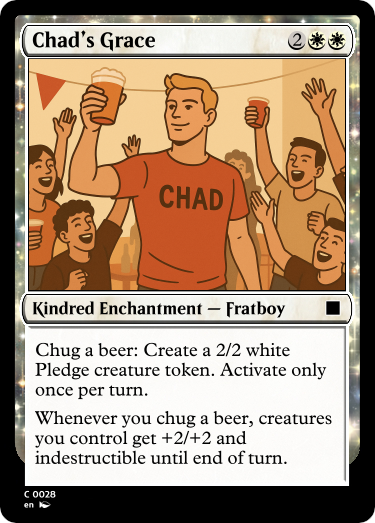 Chad's Grace 2
CHAD
Kindred Enchantment — Fratboy
Chug a beer: Create a 2/2 white
Pledge creature token. Activate only
once per turn.
Whenever you chug a beer, creatures
you control get +2/+2 and
indestructible until end of turn.
C 0028
en